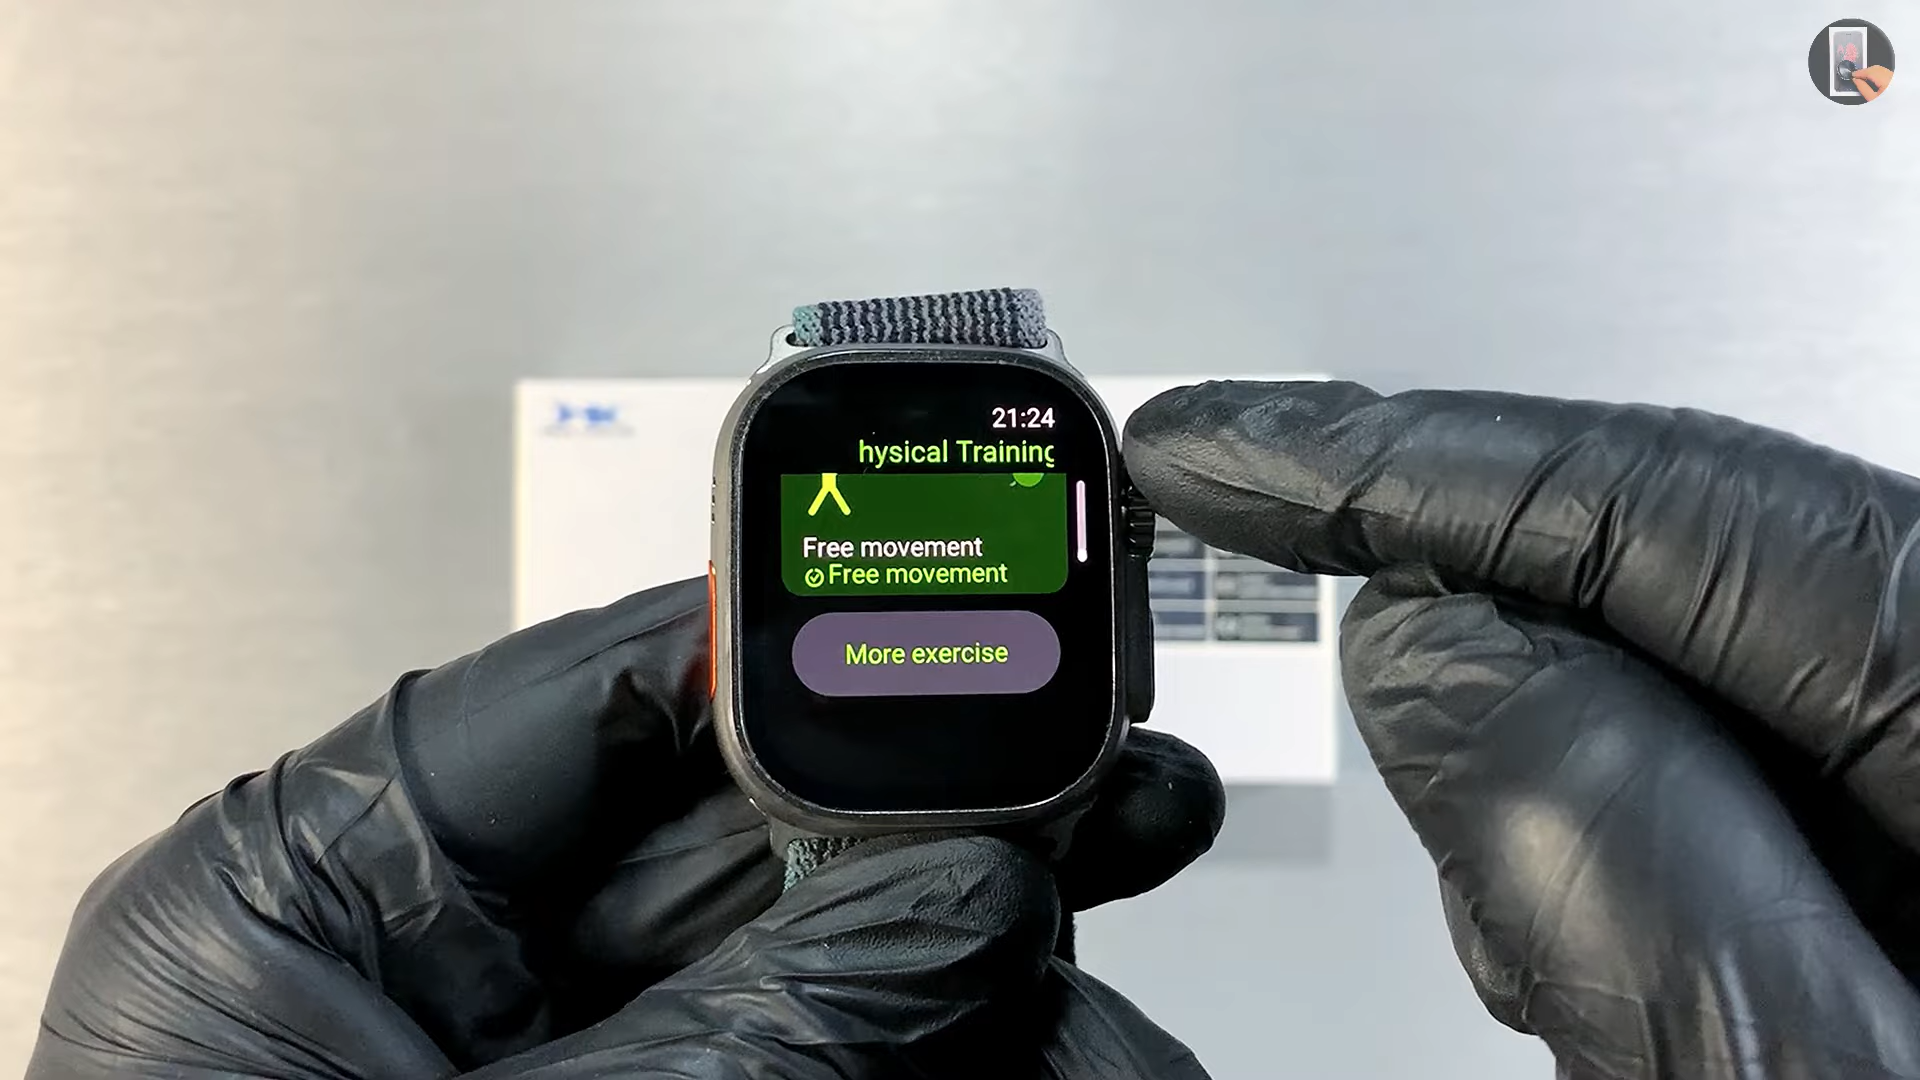 21:24
hysical Training
Free movement
Free movement
More exercise